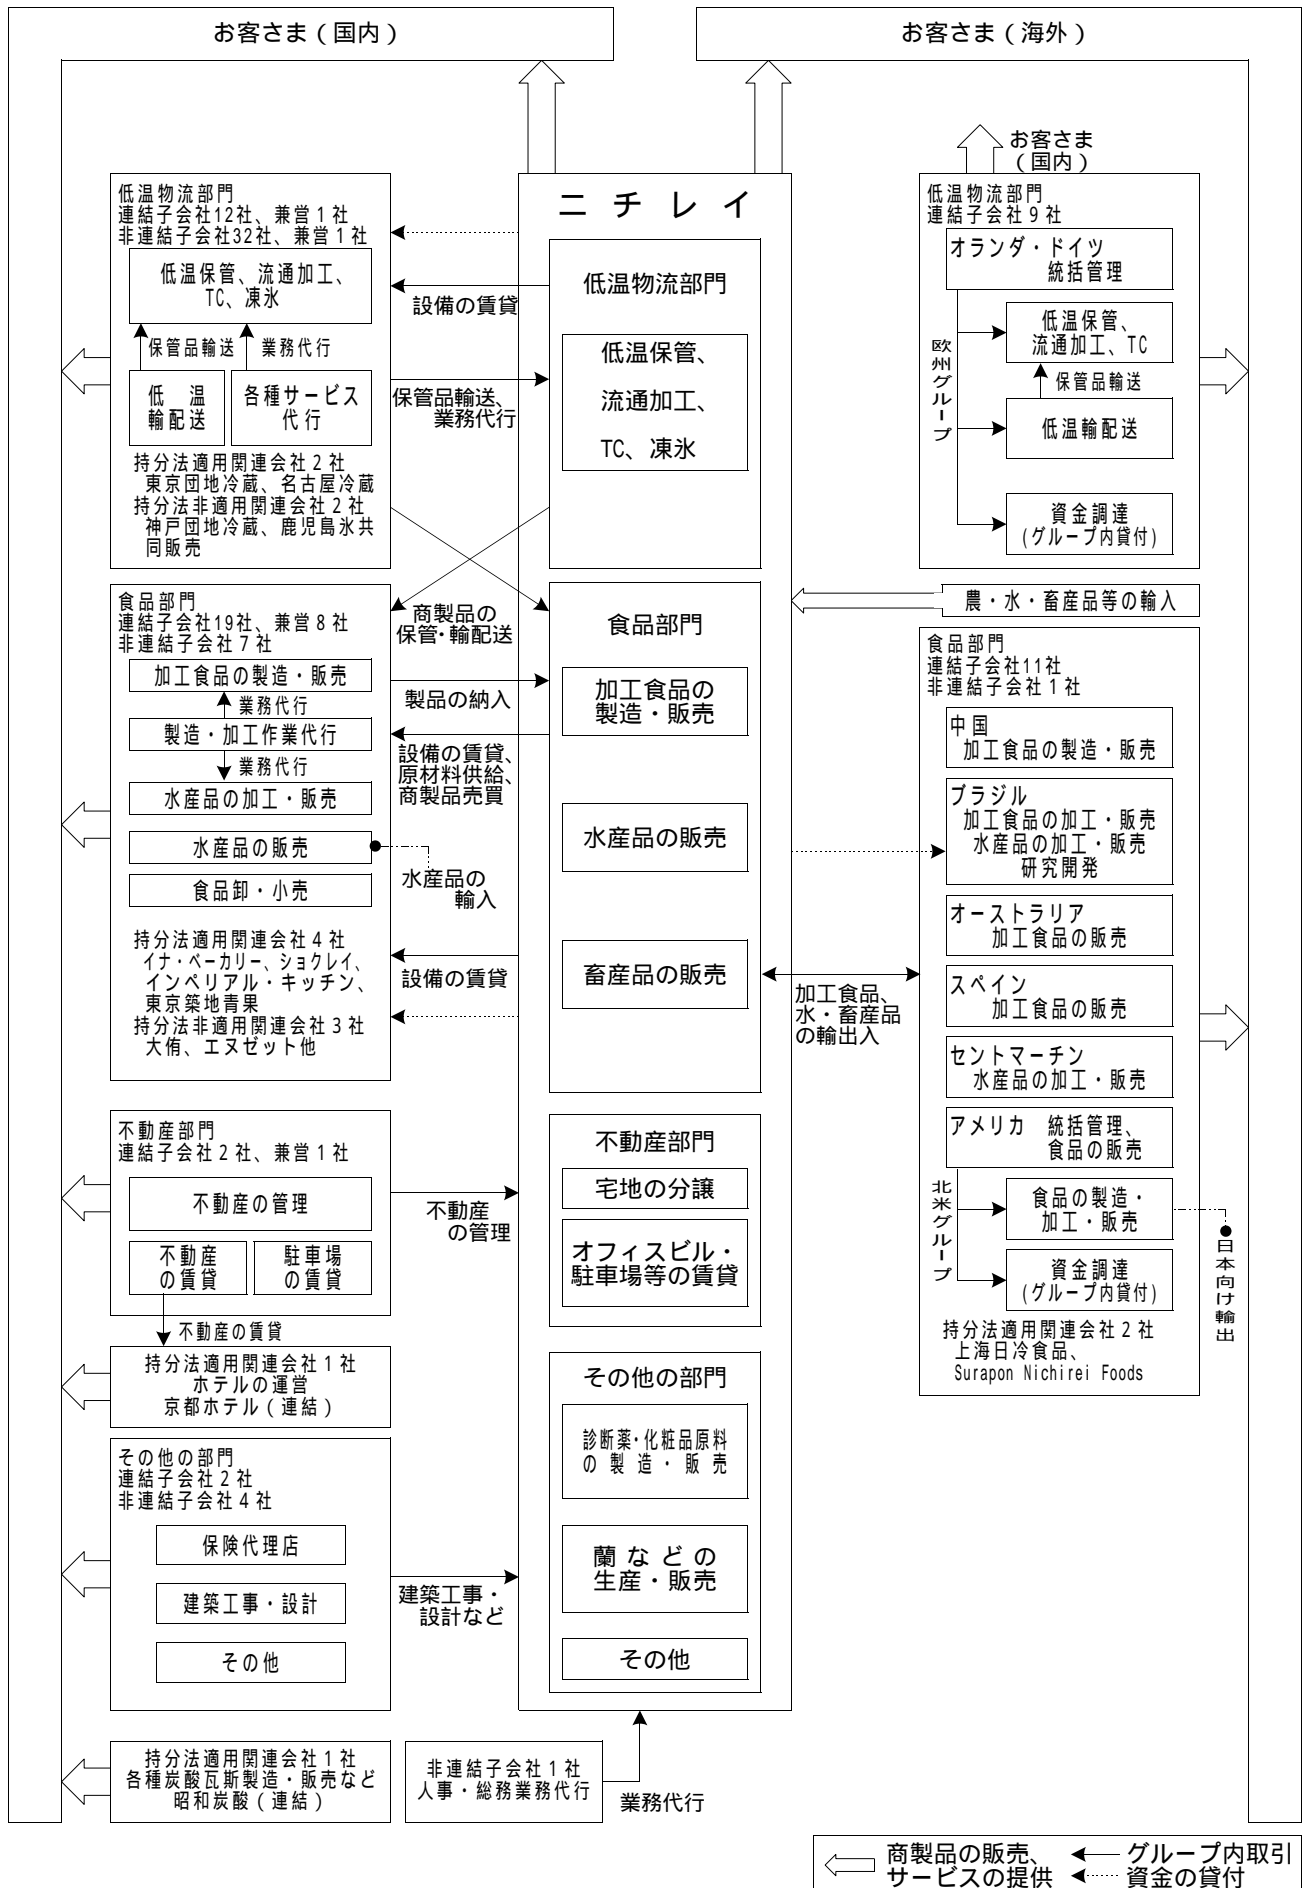 お客さま（国内）
お客さま（海外）
低温物流部門
連結子会社12社、兼営１社
非連結子会社32社、兼営１社
低温保管、流通加工、
TC、凍氷
保管品輸送
業務代行
低　温
輸配送
各種サービス
代行
持分法適用関連会社２社
東京団地冷蔵、名古屋冷蔵
持分法非適用関連会社２社
神戸団地冷蔵、鹿児島氷共
同販売
食品部門
連結子会社19社、兼営８社
非連結子会社７社
加工食品の製造・販売
業務代行
製造・加工作業代行
業務代行
水産品の加工・販売
水産品の販売
食品卸・小売
持分法適用関連会社４社
イナ・ベーカリー、ショクレイ、
インペリアル・キッチン、
東京築地青果
持分法非適用関連会社３社
大侑、エヌゼット他
不動産部門
連結子会社２社、兼営１社
不動産の管理
不動産
の賃貸
駐車場
の賃貸
不動産の賃貸
持分法適用関連会社１社
ホテルの運営
京都ホテル（連結）
その他の部門
連結子会社２社
非連結子会社４社
保険代理店
建築工事・設計
その他
持分法適用関連会社１社
各種炭酸瓦斯製造・販売など
昭和炭酸（連結）
設備の賃貸
保管品輸送、
業務代行
商製品の
保管・輸配送
製品の納入
設備の賃貸、
原材料供給、
商製品売買
水産品の
輸入
設備の賃貸
不動産
の管理
建築工事・
設計など
非連結子会社１社
人事・総務業務代行
業務代行
ニチレイ
低温物流部門
低温保管、
流通加工、
TC、凍氷
食品部門
加工食品の
製造・販売
水産品の販売
畜産品の販売
不動産部門
宅地の分譲
オフィスビル・
駐車場等の賃貸
その他の部門
診断薬・化粧品原料
の製造・販売
蘭などの
生産・販売
その他
加工食品、
水・畜産品
の輸出入
お客さま
（国内）
低温物流部門
連結子会社９社
オランダ・ドイツ
統括管理
欧州グループ
低温保管、
流通加工、TC
保管品輸送
低温輸配送
資金調達
(グループ内貸付)
農・水・畜産品等の輸入
食品部門
連結子会社11社
非連結子会社１社
中国
加工食品の製造・販売
ブラジル
加工食品の加工・販売
水産品の加工・販売
研究開発
オーストラリア
加工食品の販売
スペイン
加工食品の販売
セントマーチン
水産品の加工・販売
アメリカ　統括管理、
食品の販売
北米グループ
食品の製造・
加工・販売
資金調達
(グループ内貸付)
日本向け輸出
持分法適用関連会社２社
上海日冷食品、
Surapon Nichirei Foods
商製品の販売、
サービスの提供
グループ内取引
資金の貸付